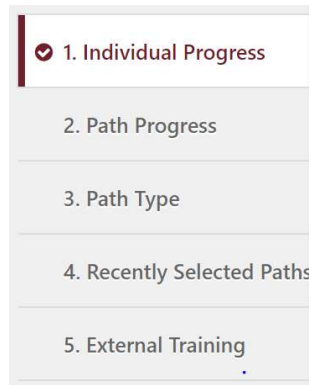 1. Individual Progress
2. Path Progress
3. Path Type
4. Recently Selected Paths
5. External Training